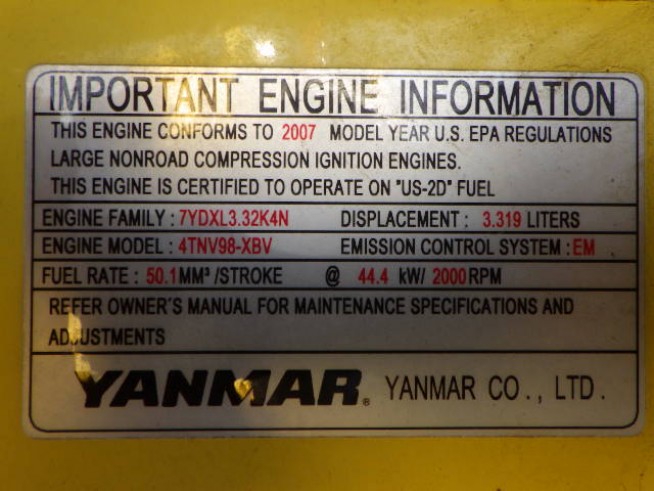 IMPORTANT ENGINE INFORMATION
THIS ENGINE CONFORMS TO 2007 MODEL YEAR U.S. EPA REGULATIONS
LARGE NONROAD COMPRESSION IGNITION ENGINES.
THIS ENGINE IS CERTIFIED TO OPERATE ON "US-2D" FUEL
ENGINE FAMILY : 7YDXL3.32K4N DISPLACEMENT : 3.319 LITERS
ENGINE MODEL : 4TNV98-XBV EMISSION CONTROL SYSTEM : EM
FUEL RATE : 50.1 MM³ /STROKE @ 44.4 kW/ 2000 RPM
REFER OWNER'S MANUAL FOR MAINTENANCE SPECIFICATIONS AND
ADJUSTMENTS
YANMAR® YANMAR CO., LTD.